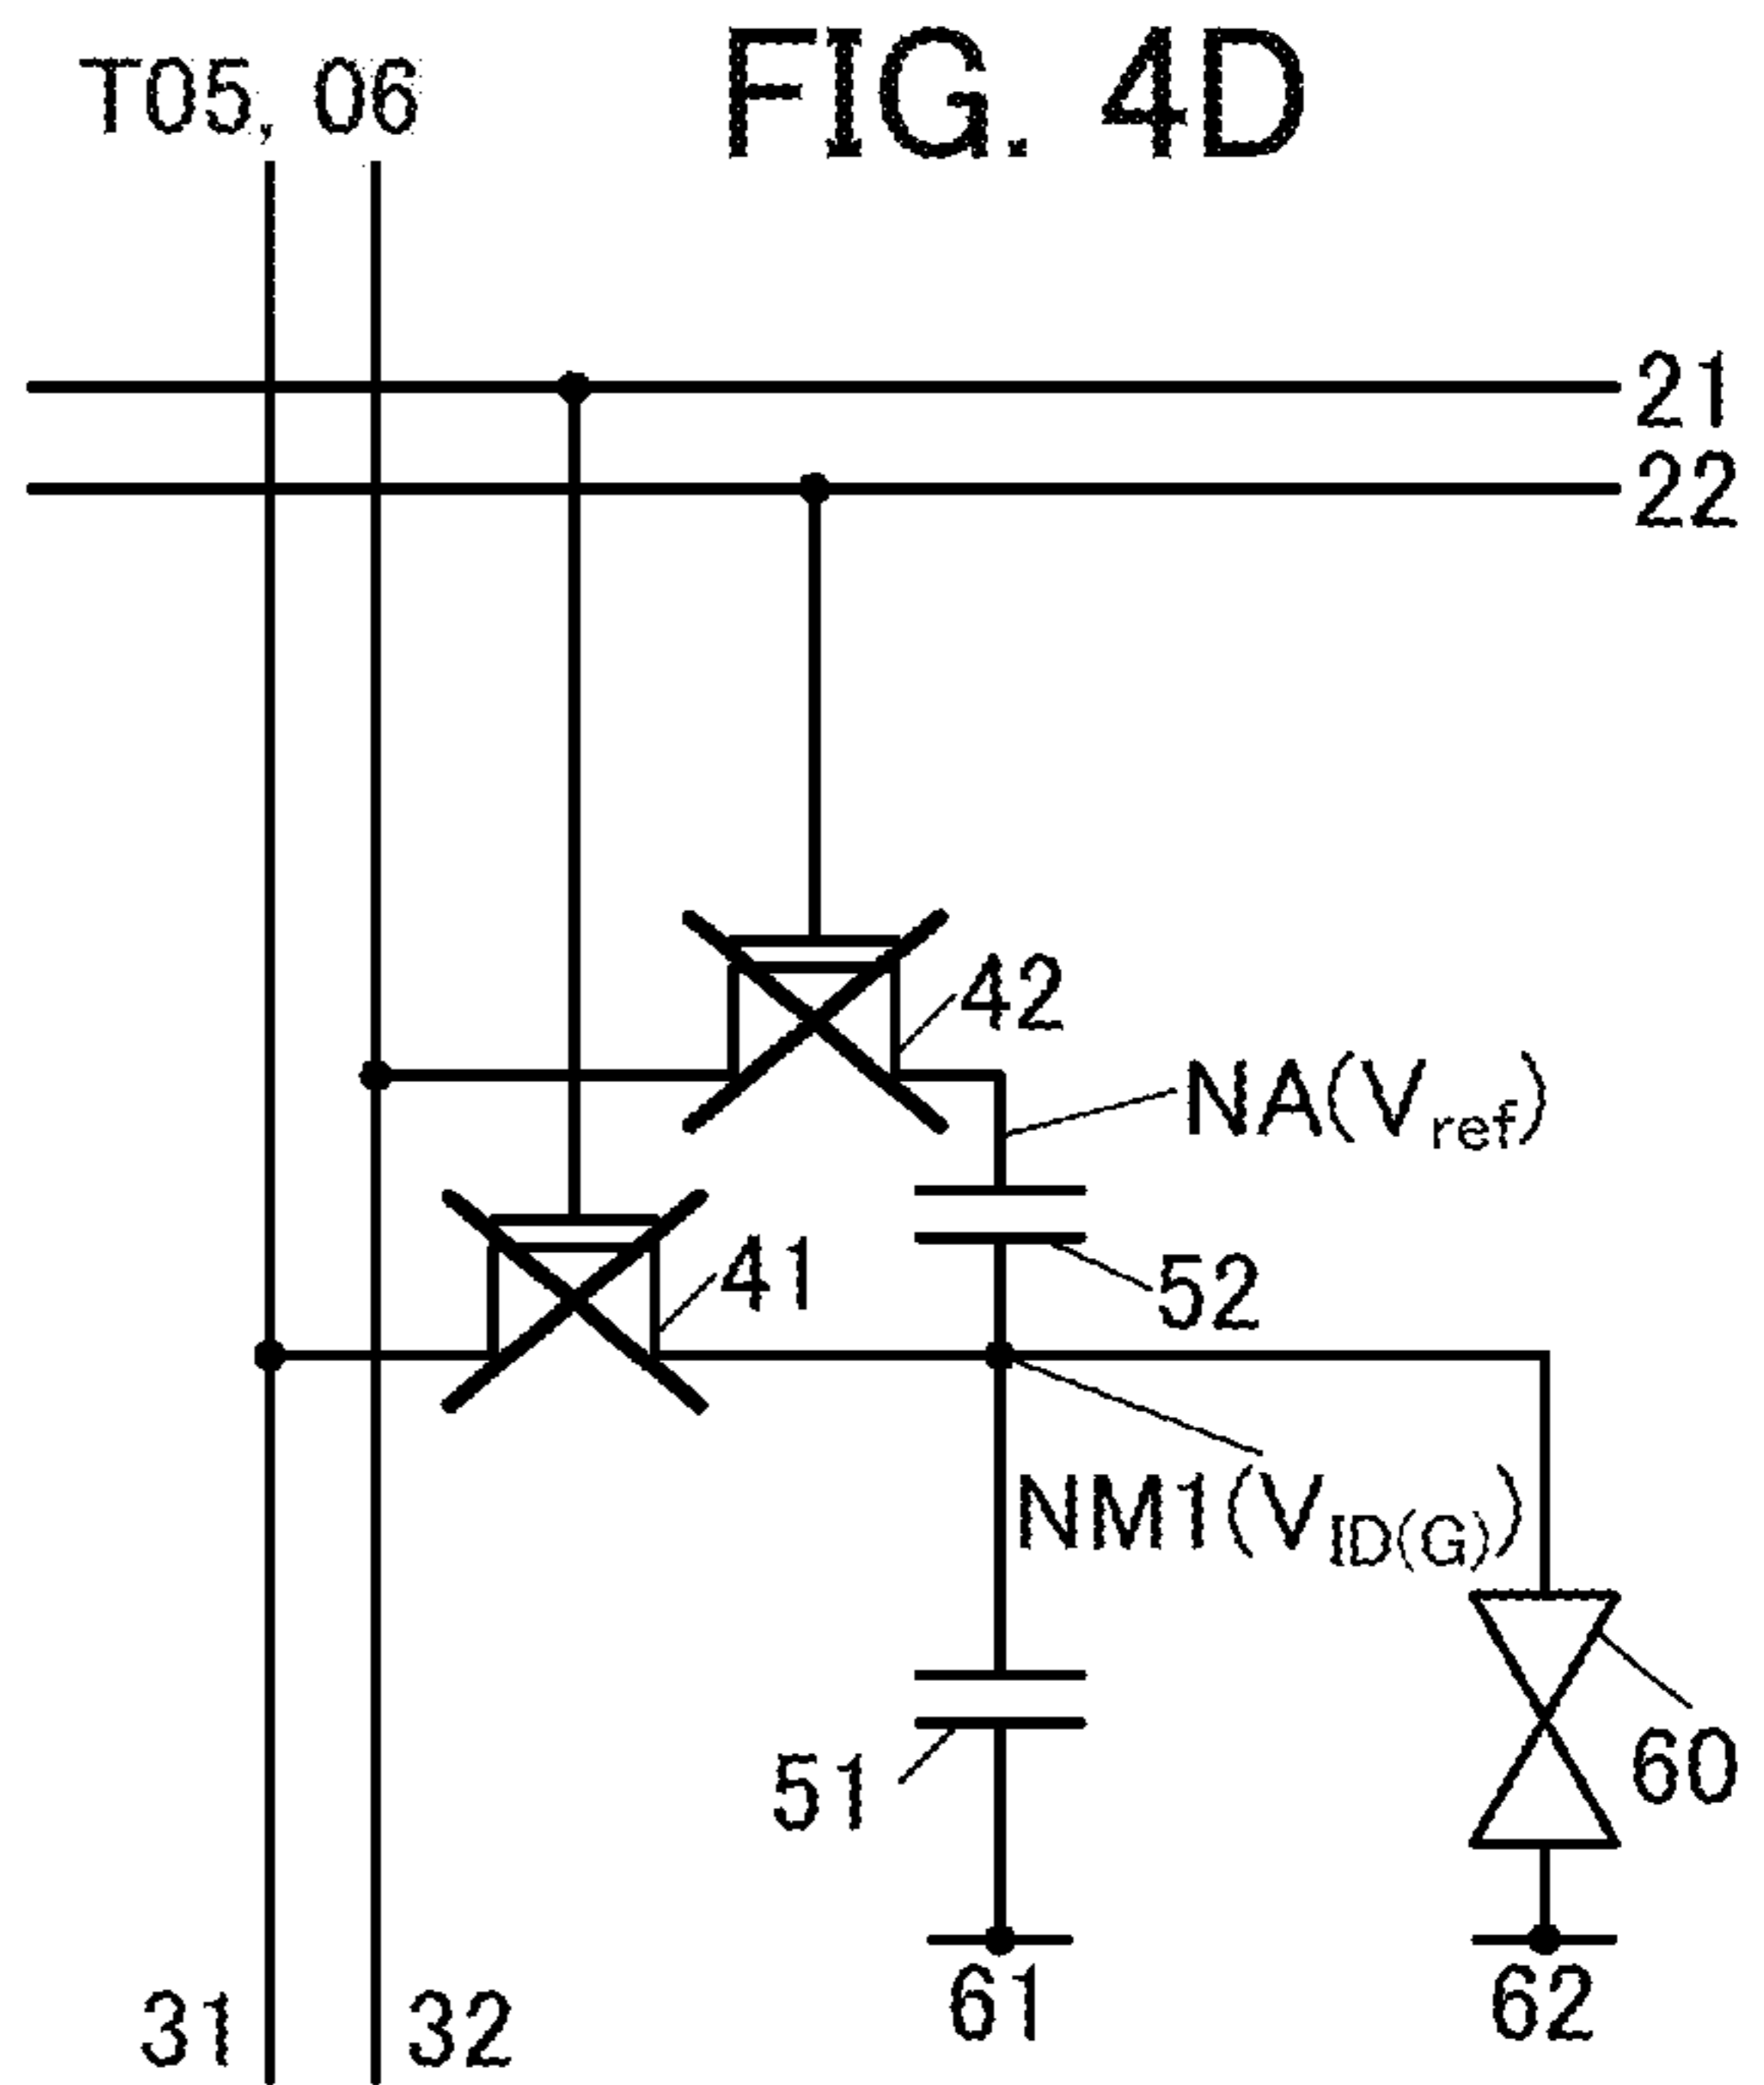 T05, 06
FIG. 4D
21
22
42
NA(Vref)
41
52
NM1(VID(G))
60
51
61
62
31
32